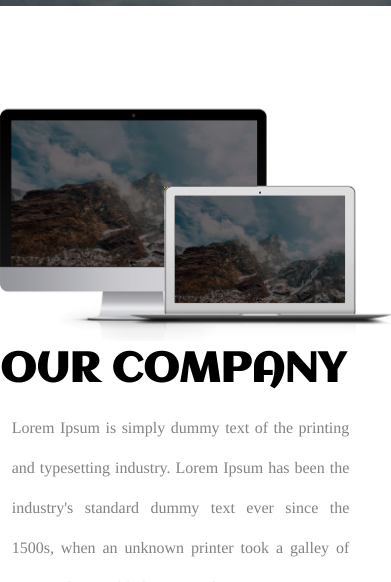 OUR COMPANY
Lorem Ipsum is simply dummy text of the printing
and typesetting industry. Lorem Ipsum has been the
industry's standard dummy text ever since the
1500s, when an unknown printer took a galley of